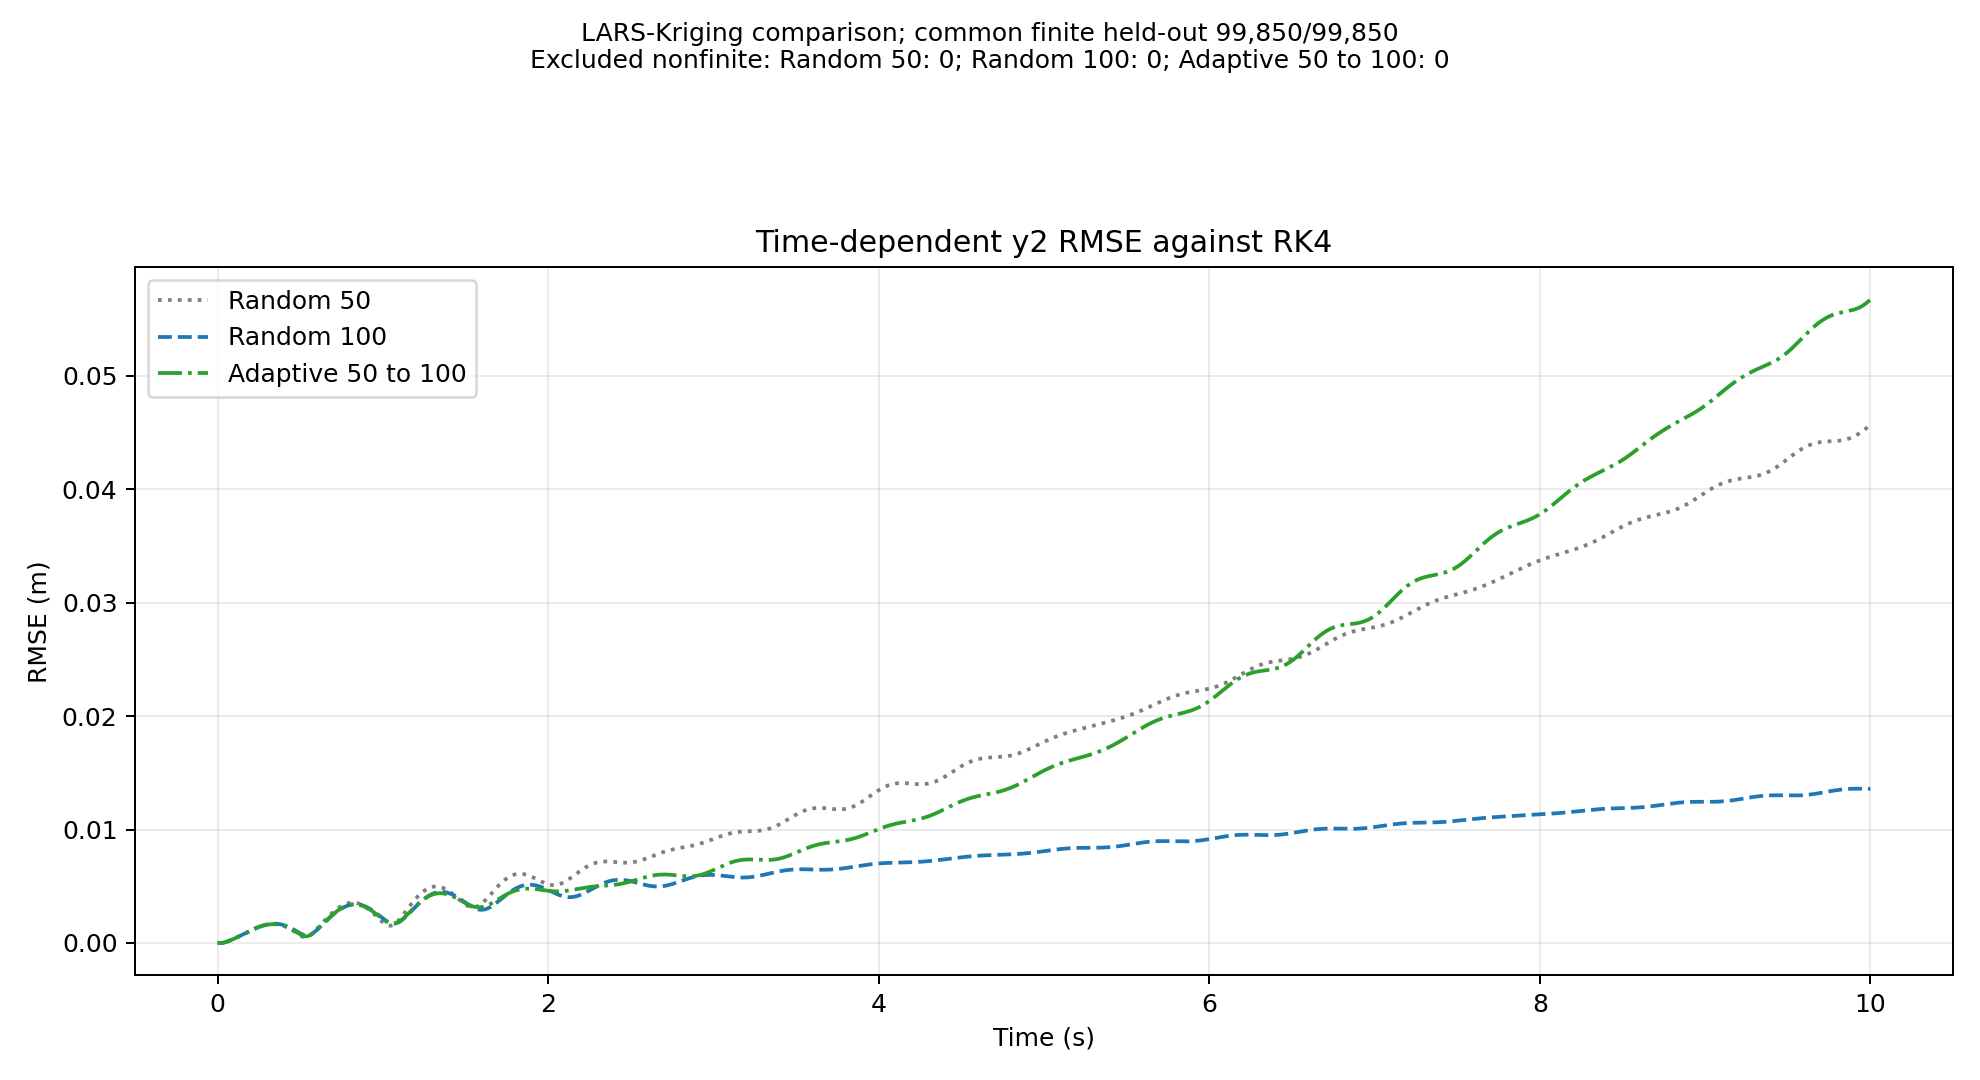 LARS-Kriging comparison; common finite held-out 99,850/99,850
Excluded nonfinite: Random 50: 0; Random 100: 0; Adaptive 50 to 100: 0
Time-dependent y2 RMSE against RK4
Random 50
Random 100
Adaptive 50 to 100
RMSE (m)
0.05
0.04
0.03
0.02
0.01
0.00
0 2 4 6 8 10
Time (s)